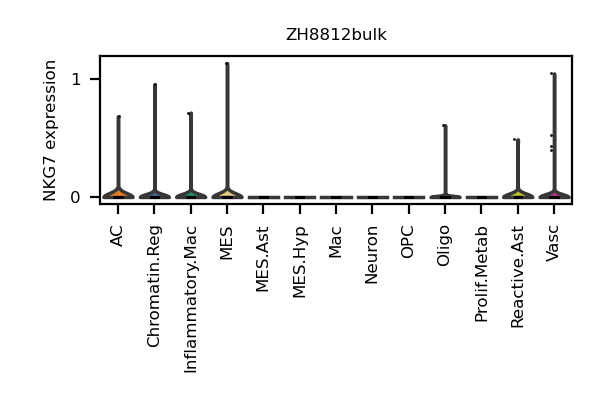 ZH8812bulk
NKG7 expression
1
0
AC
Chromatin.Reg
Inflammatory.Mac
MES
MES.Ast
MES.Hyp
Mac
Neuron
OPC
Oligo
Prolif.Metab
Reactive.Ast
Vasc